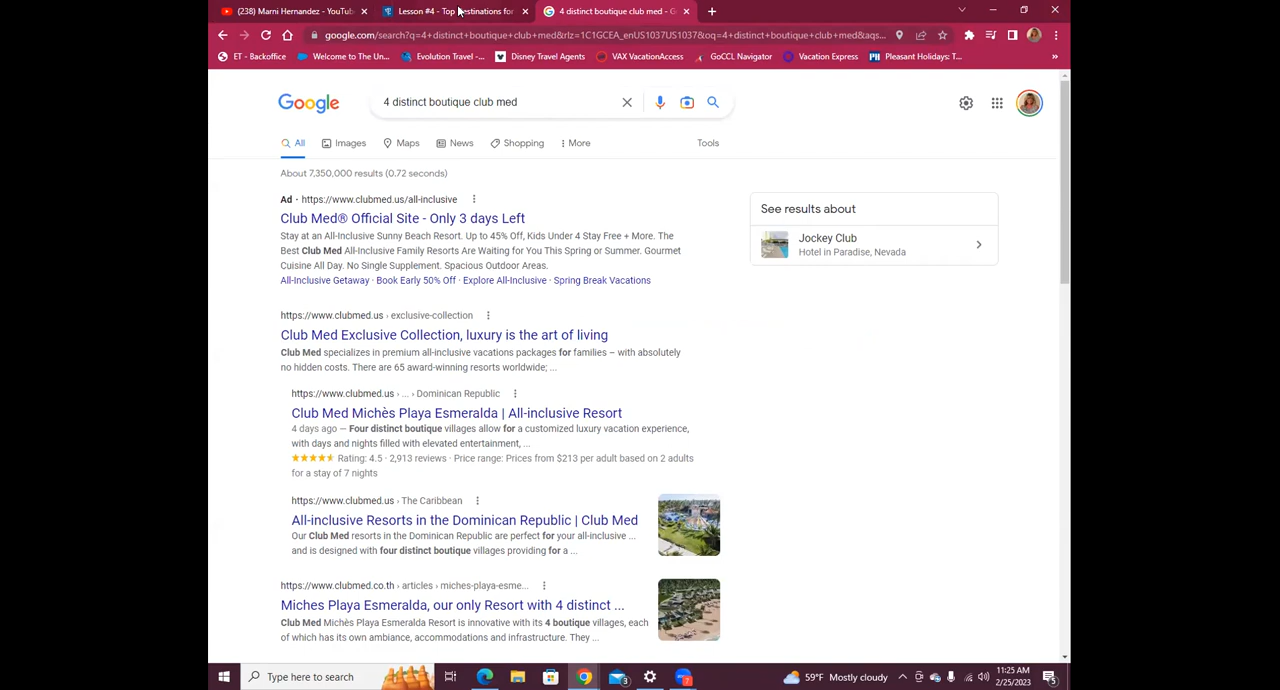 (238) Marni Hernandez - YouTub
Lesson #4 - Top Destinations for
4 distinct boutique club med - G
google.com/search?q=4+distinct+boutique+club+med&rlz=1C1GCEA_enUS1037US1037&oq=4+distinct+boutique+club+med&aqs...
ET - Backoffice
Welcome to The Un...
Evolution Travel -...
Disney Travel Agents
VAX VacationAccess
GoCCL Navigator
Vacation Express
Pleasant Holidays: T...
»
Google
4 distinct boutique club med
All
Images
Maps
News
Shopping
More
Tools
About 7,350,000 results (0.72 seconds)
Ad · https://www.clubmed.us/all-inclusive
Club Med® Official Site - Only 3 days Left
Stay at an All-Inclusive Sunny Beach Resort. Up to 45% Off, Kids Under 4 Stay Free + More. The
Best Club Med All-Inclusive Family Resorts Are Waiting for You This Spring or Summer. Gourmet
Cuisine All Day. No Single Supplement. Spacious Outdoor Areas.
All-Inclusive Getaway · Book Early 50% Off · Explore All-Inclusive · Spring Break Vacations
See results about
Jockey Club
Hotel in Paradise, Nevada
https://www.clubmed.us › exclusive-collection
Club Med Exclusive Collection, luxury is the art of living
Club Med specializes in premium all-inclusive vacations packages for families – with absolutely
no hidden costs. There are 65 award-winning resorts worldwide; ...
https://www.clubmed.us › ... › Dominican Republic
Club Med Michès Playa Esmeralda | All-inclusive Resort
4 days ago — Four distinct boutique villages allow for a customized luxury vacation experience,
with days and nights filled with elevated entertainment, ...
Rating: 4.5 · 2,913 reviews · Price range: Prices from $213 per adult based on 2 adults
for a stay of 7 nights
https://www.clubmed.us › The Caribbean
All-inclusive Resorts in the Dominican Republic | Club Med
Our Club Med resorts in the Dominican Republic are perfect for your all-inclusive ...
and is designed with four distinct boutique villages providing for a ...
https://www.clubmed.co.th › articles › miches-playa-esme...
Miches Playa Esmeralda, our only Resort with 4 distinct ...
Club Med Michès Playa Esmeralda Resort is innovative with its 4 boutique villages, each
of which has its own ambiance, accommodations and infrastructure. They ...
Type here to search
59°F Mostly cloudy
11:25 AM
2/25/2023